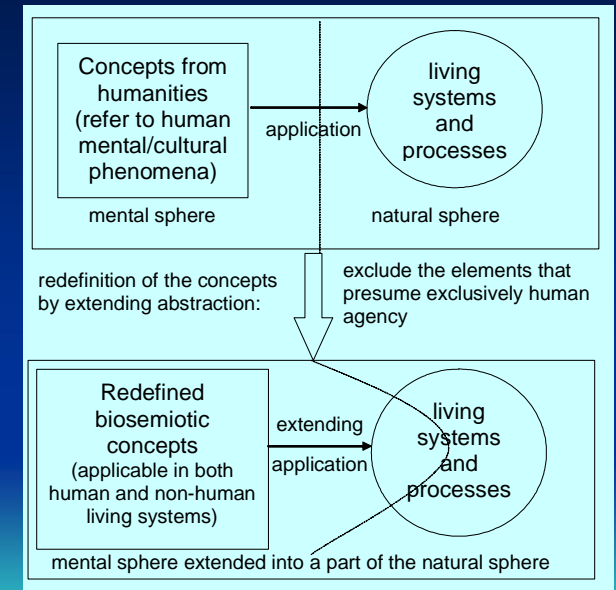 Concepts from
humanities
(refer to human
mental/cultural
phenomena)
application
living
systems
and
processes
mental sphere
natural sphere
redefinition of the concepts
by extending abstraction:
exclude the elements that
presume exclusively human
agency
Redefined
biosemiotic
concepts
(applicable in both
human and non-human
living systems)
extending
application
living
systems
and
processes
mental sphere extended into a part of the natural sphere